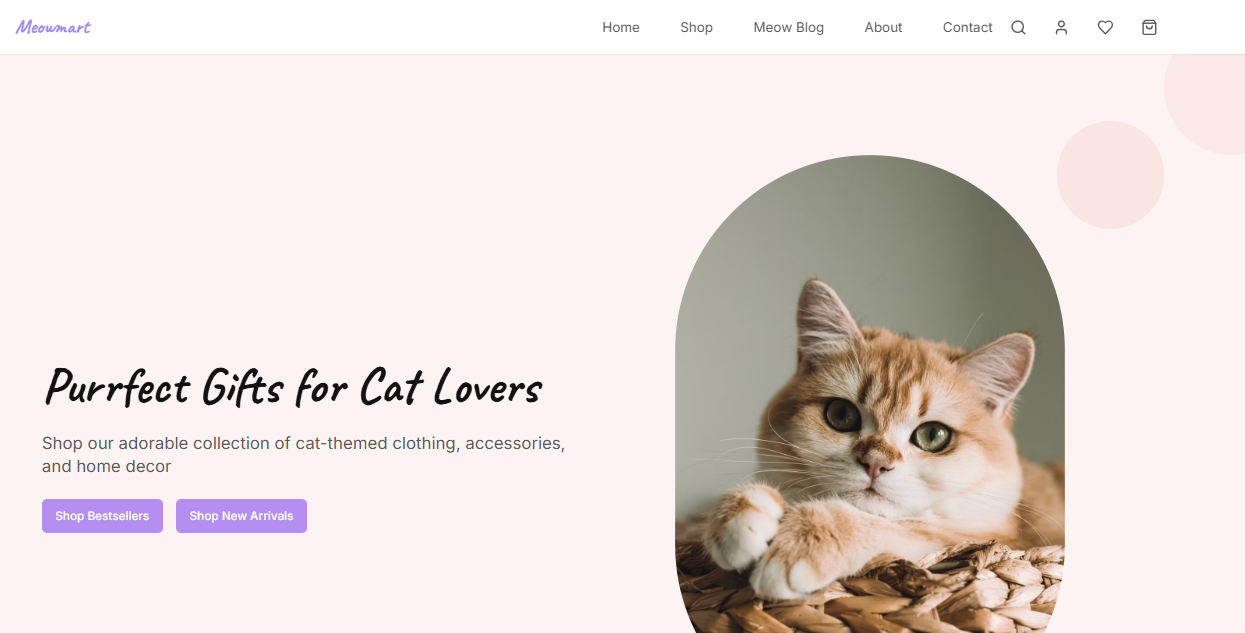 Meowmart
Home Shop Meow Blog About Contact
Purrfect Gifts for Cat Lovers
Shop our adorable collection of cat-themed clothing, accessories,
and home decor
Shop Bestsellers Shop New Arrivals